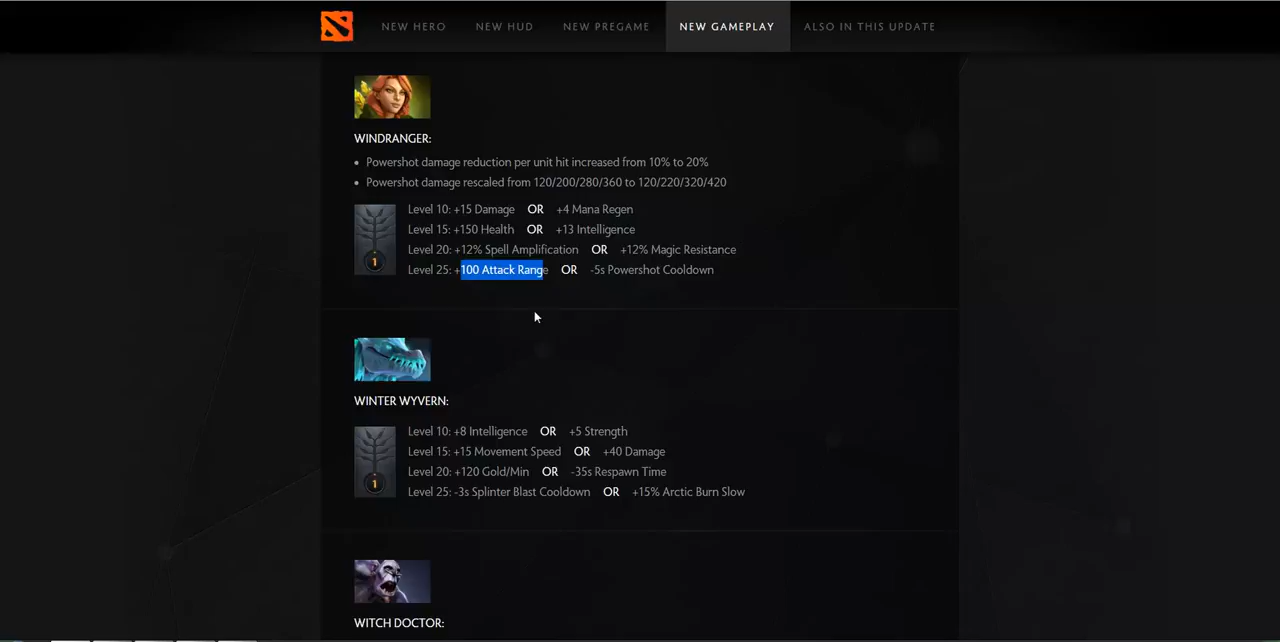 NEW HERO NEW HUD NEW PREGAME NEW GAMEPLAY ALSO IN THIS UPDATE
WINDRANGER:
• Powershot damage reduction per unit hit increased from 10% to 20%
• Powershot damage rescaled from 120/200/280/360 to 120/220/320/420
Level 10: +15 Damage OR +4 Mana Regen
Level 15: +150 Health OR +13 Intelligence
Level 20: +12% Spell Amplification OR +12% Magic Resistance
1
Level 25: +100 Attack Range OR -5s Powershot Cooldown
WINTER WYVERN:
Level 10: +8 Intelligence OR +5 Strength
Level 15: +15 Movement Speed OR +40 Damage
Level 20: +120 Gold/Min OR -35s Respawn Time
1
Level 25: -3s Splinter Blast Cooldown OR +15% Arctic Burn Slow
WITCH DOCTOR: